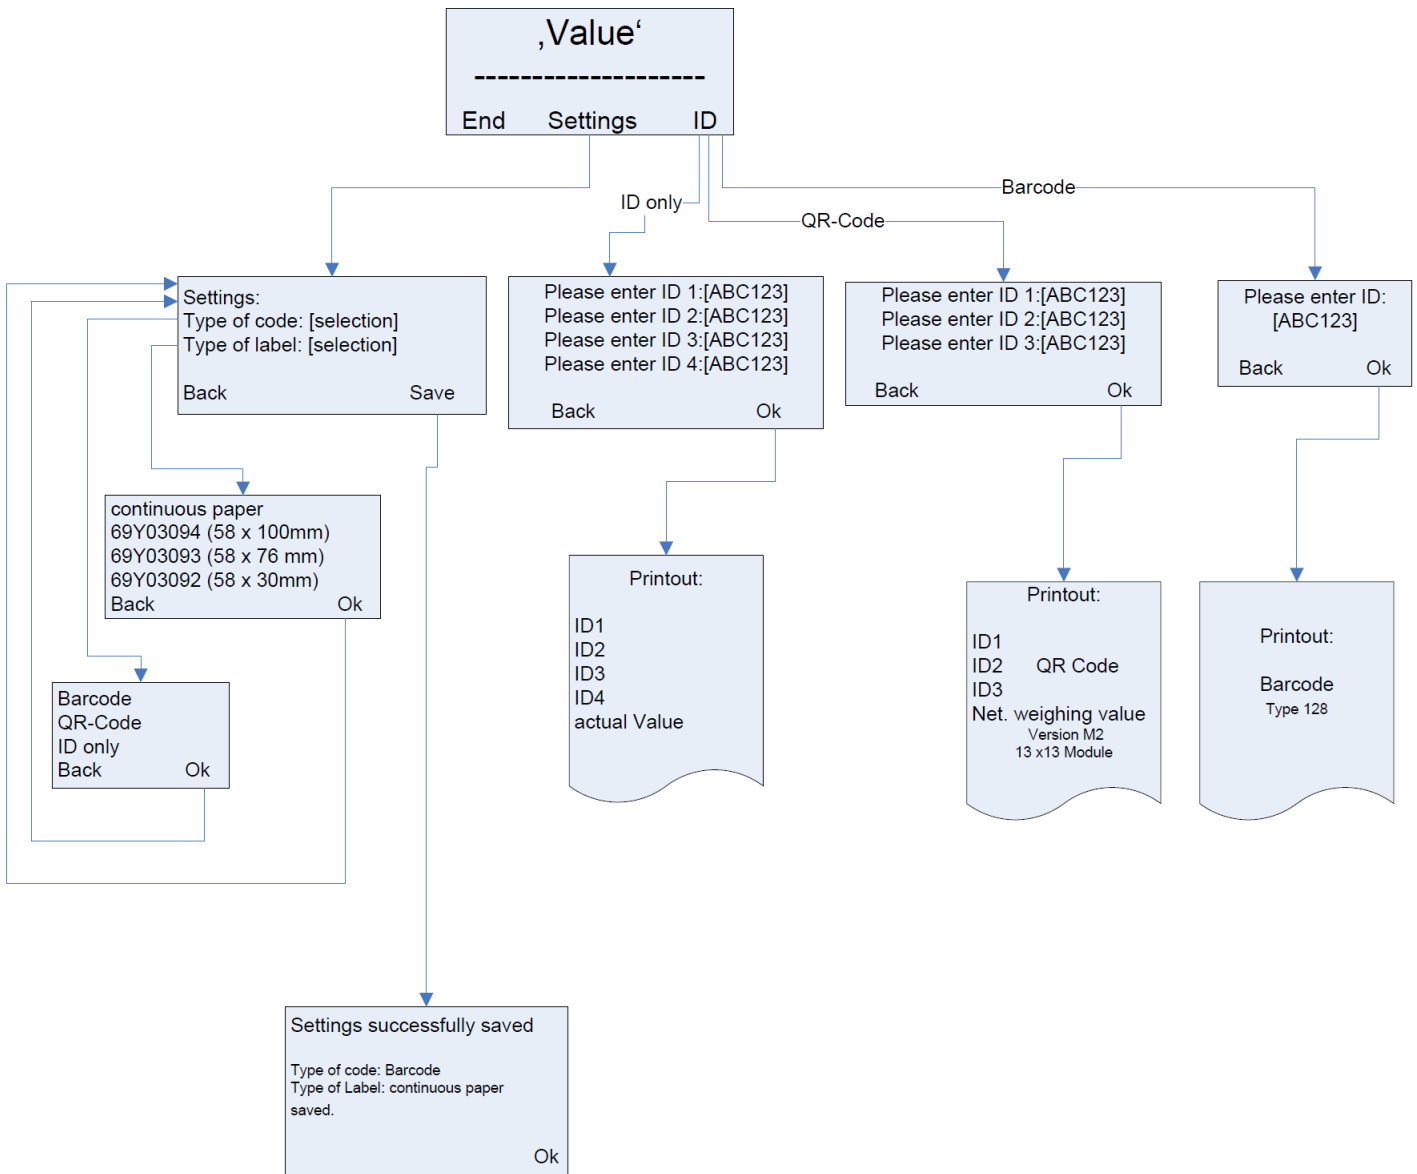 ‚Value‘
--------------------
End Settings ID
Barcode
ID only
QR-Code
Settings:
Type of code: [selection]
Type of label: [selection]
Back Save
Please enter ID 1:[ABC123]
Please enter ID 2:[ABC123]
Please enter ID 3:[ABC123]
Please enter ID 4:[ABC123]
Back Ok
Please enter ID 1:[ABC123]
Please enter ID 2:[ABC123]
Please enter ID 3:[ABC123]
Back Ok
Please enter ID:
[ABC123]
Back Ok
continuous paper
69Y03094 (58 x 100mm)
69Y03093 (58 x 76 mm)
69Y03092 (58 x 30mm)
Back Ok
Barcode
QR-Code
ID only
Back Ok
Printout:
ID1
ID2
ID3
ID4
actual Value
Printout:
ID1
ID2 QR Code
ID3
Net. weighing value
Version M2
13 x13 Module
Printout:
Barcode
Type 128
Settings successfully saved
Type of code: Barcode
Type of Label: continuous paper
saved.
Ok